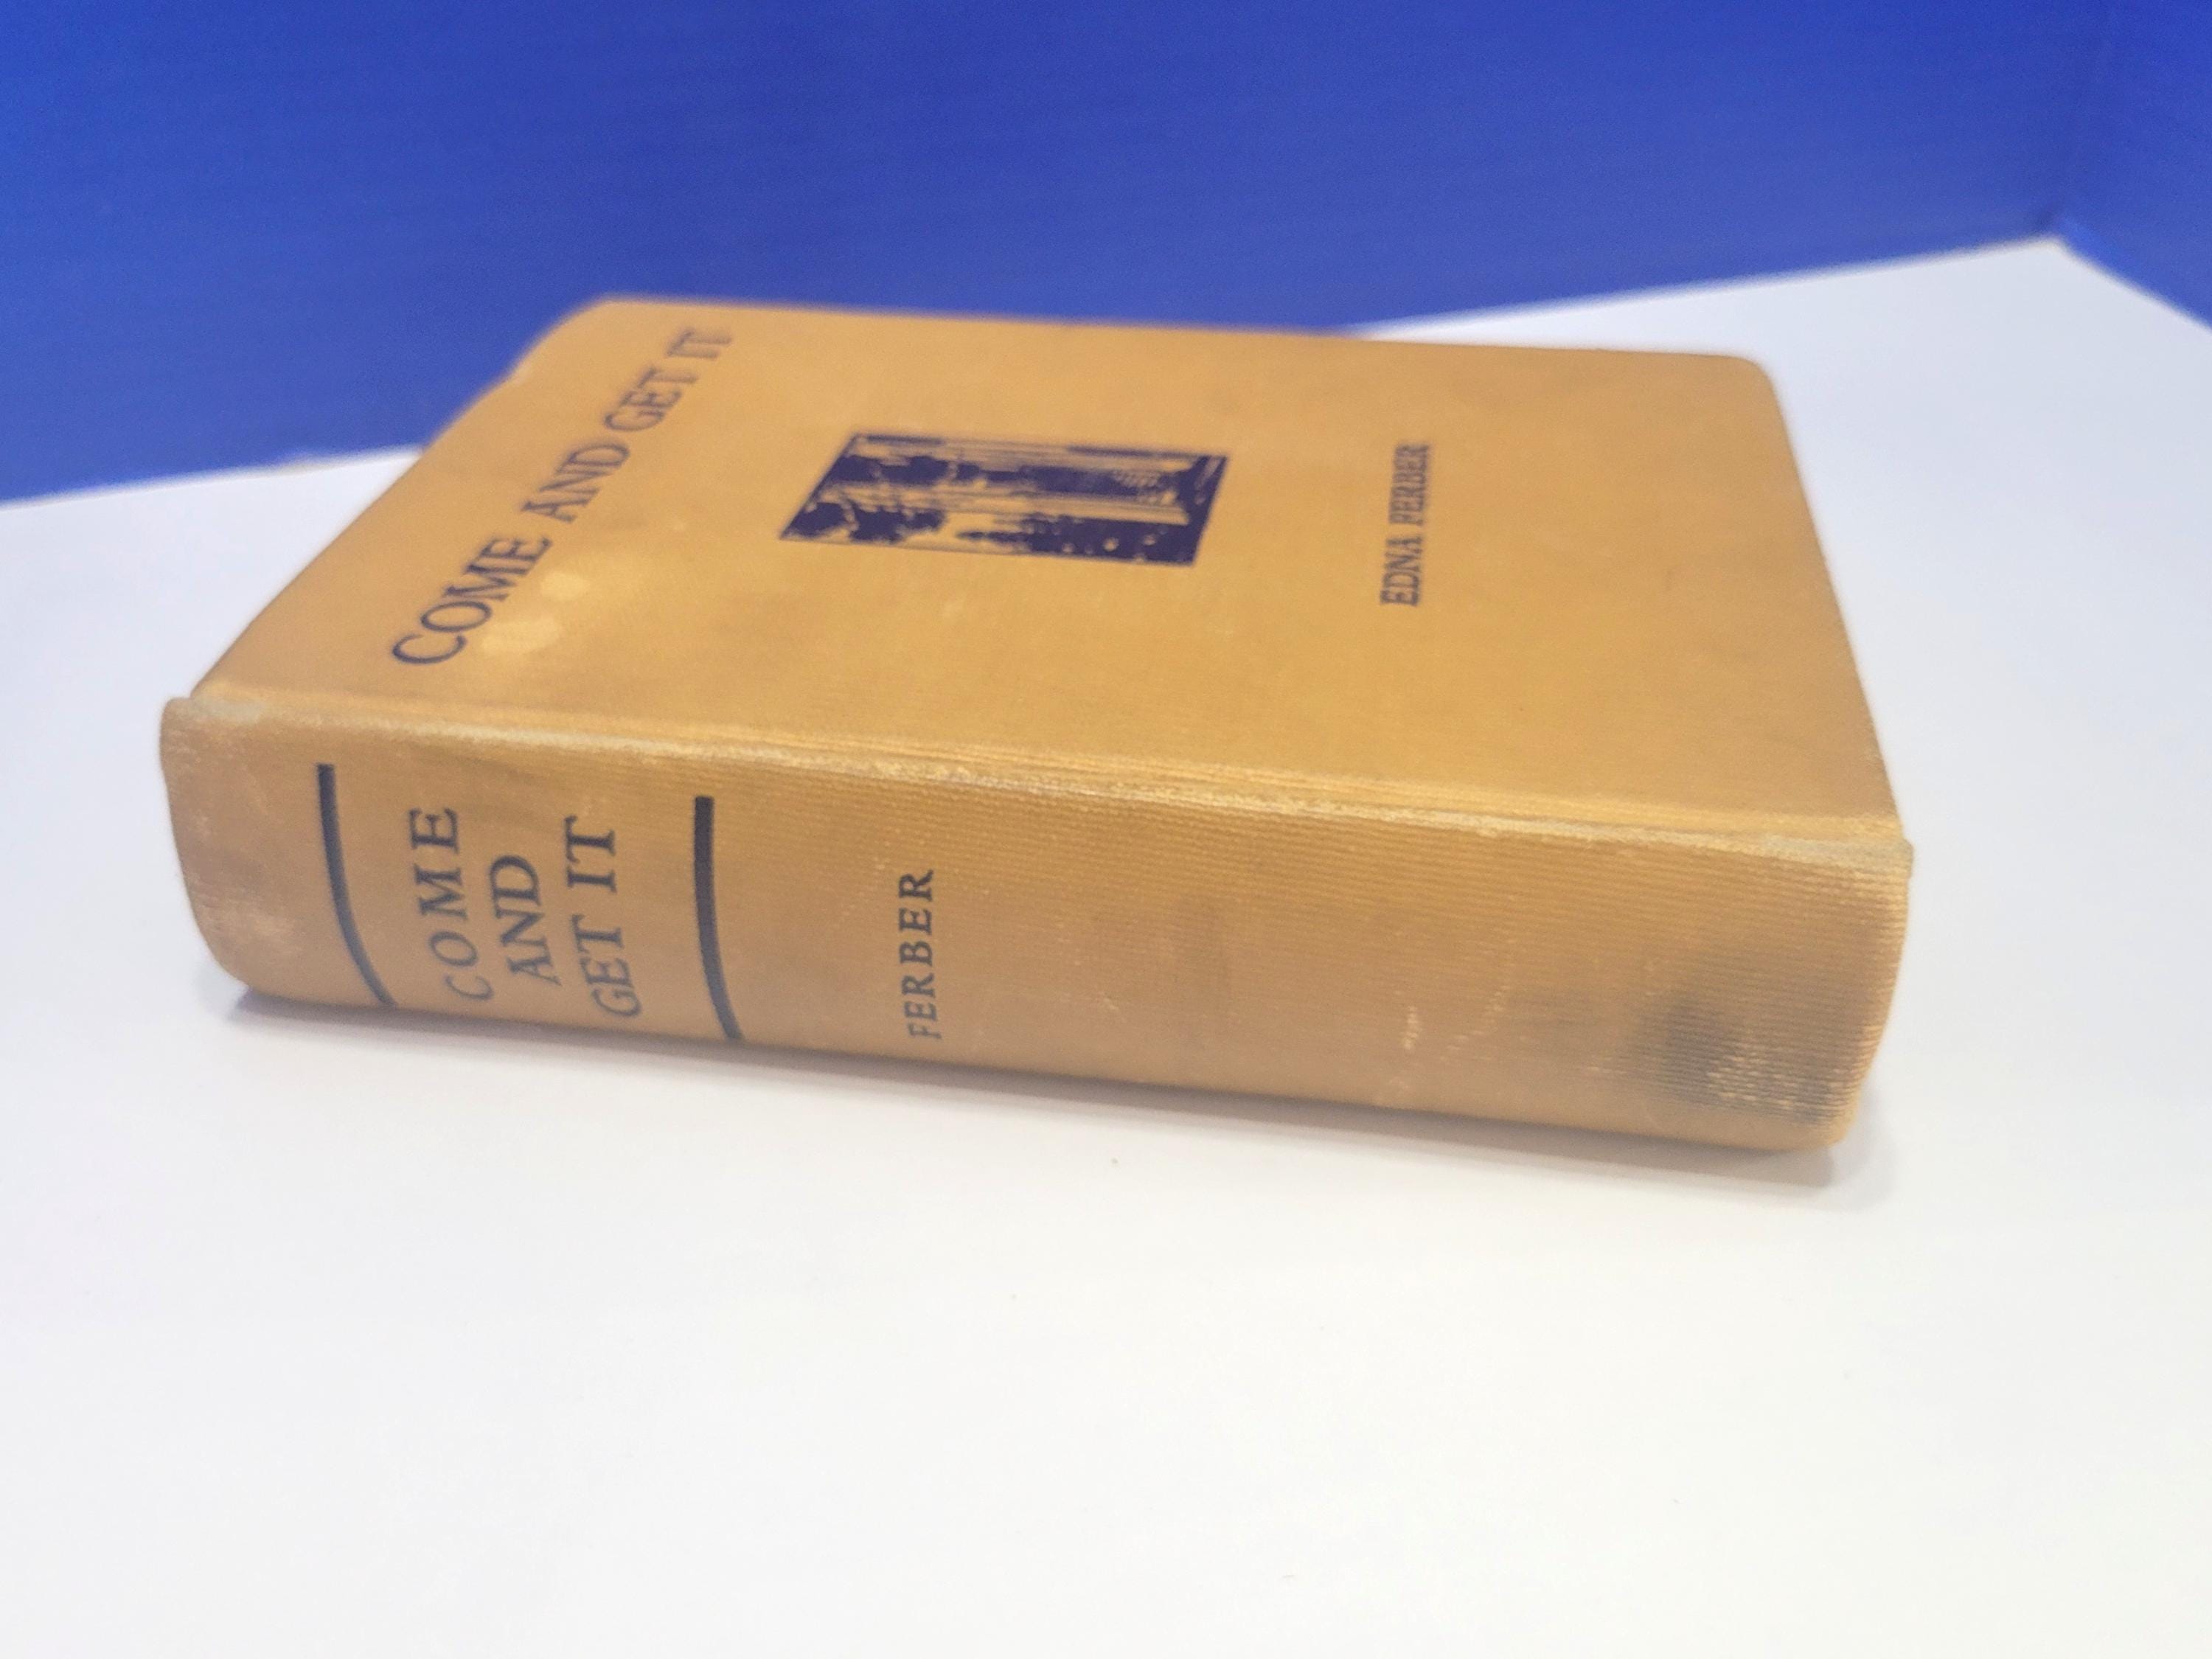 COME AND GET IT
EDNA FERBER
COME
AND
GET IT
FERBER